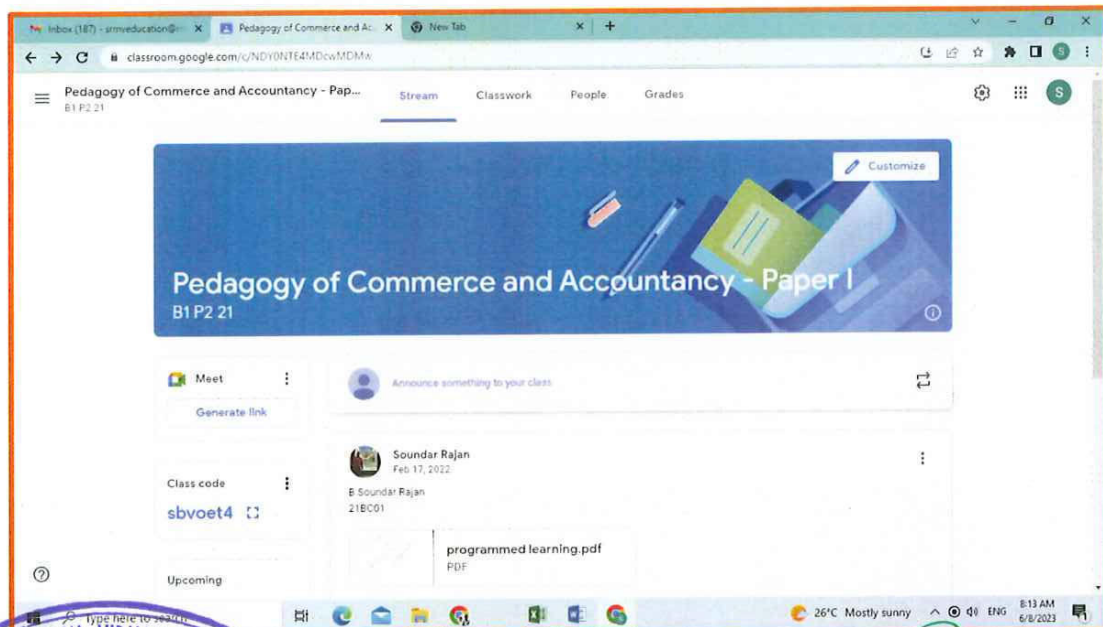 Inbox (187) - srmveducation@
Pedagogy of Commerce and Ac
New Tab
classroom.google.com/c/NDY0NTE4MDcwMDMw
Pedagogy of Commerce and Accountancy - Pap...
B1 P2 21
Stream
Classwork
People
Grades
S
Customize
Pedagogy of Commerce and Accountancy - Paper I
B1 P2 21
Meet
Generate link
Announce something to your class
Class code
sbvoet4
Soundar Rajan
Feb 17, 2022
B Soundar Rajan
21BC01
programmed learning.pdf
PDF
Upcoming
Type here to search
26°C Mostly sunny
ENG
8:13 AM
6/8/2023